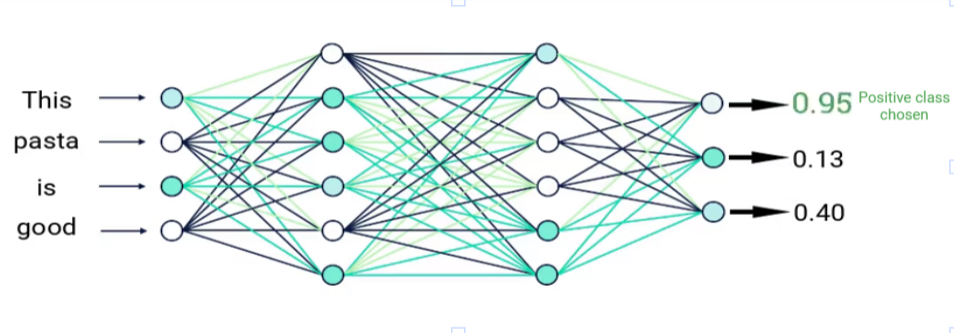 This
pasta
is
good
0.95
Positive class
chosen
0.13
0.40